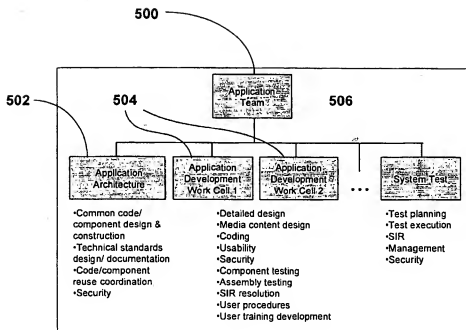 500
502
504
506
Application
Team
Application
Architecture
Application
Development
Work Cell 1
Application
Development
Work Cell 2
...
System Test
•Common code/
component design &
construction
•Technical standards
design/ documentation
•Code/component
reuse coordination
•Security
•Detailed design
•Media content design
•Coding
•Usability
•Security
•Component testing
•Assembly testing
•SIR resolution
•User procedures
•User training development
•Test planning
•Test execution
•SIR
•Management
•Security